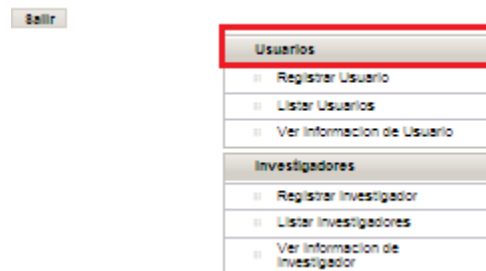 Salir
Usuarios
Registrar Usuario
Listar Usuarios
Ver Informacion de Usuario
Investigadores
Registrar Investigador
Listar Investigadores
Ver Informacion de
Investigador